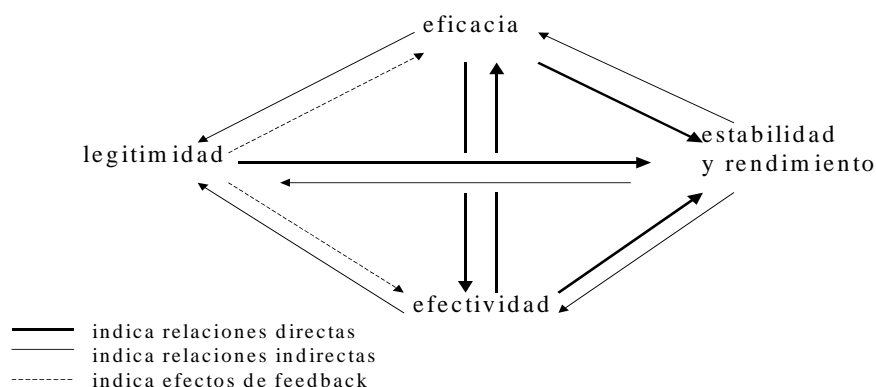 eficacia
legitimidad
estabilidad
y rendimiento
efectividad
indica relaciones directas
indica relaciones indirectas
indica efectos de feedback